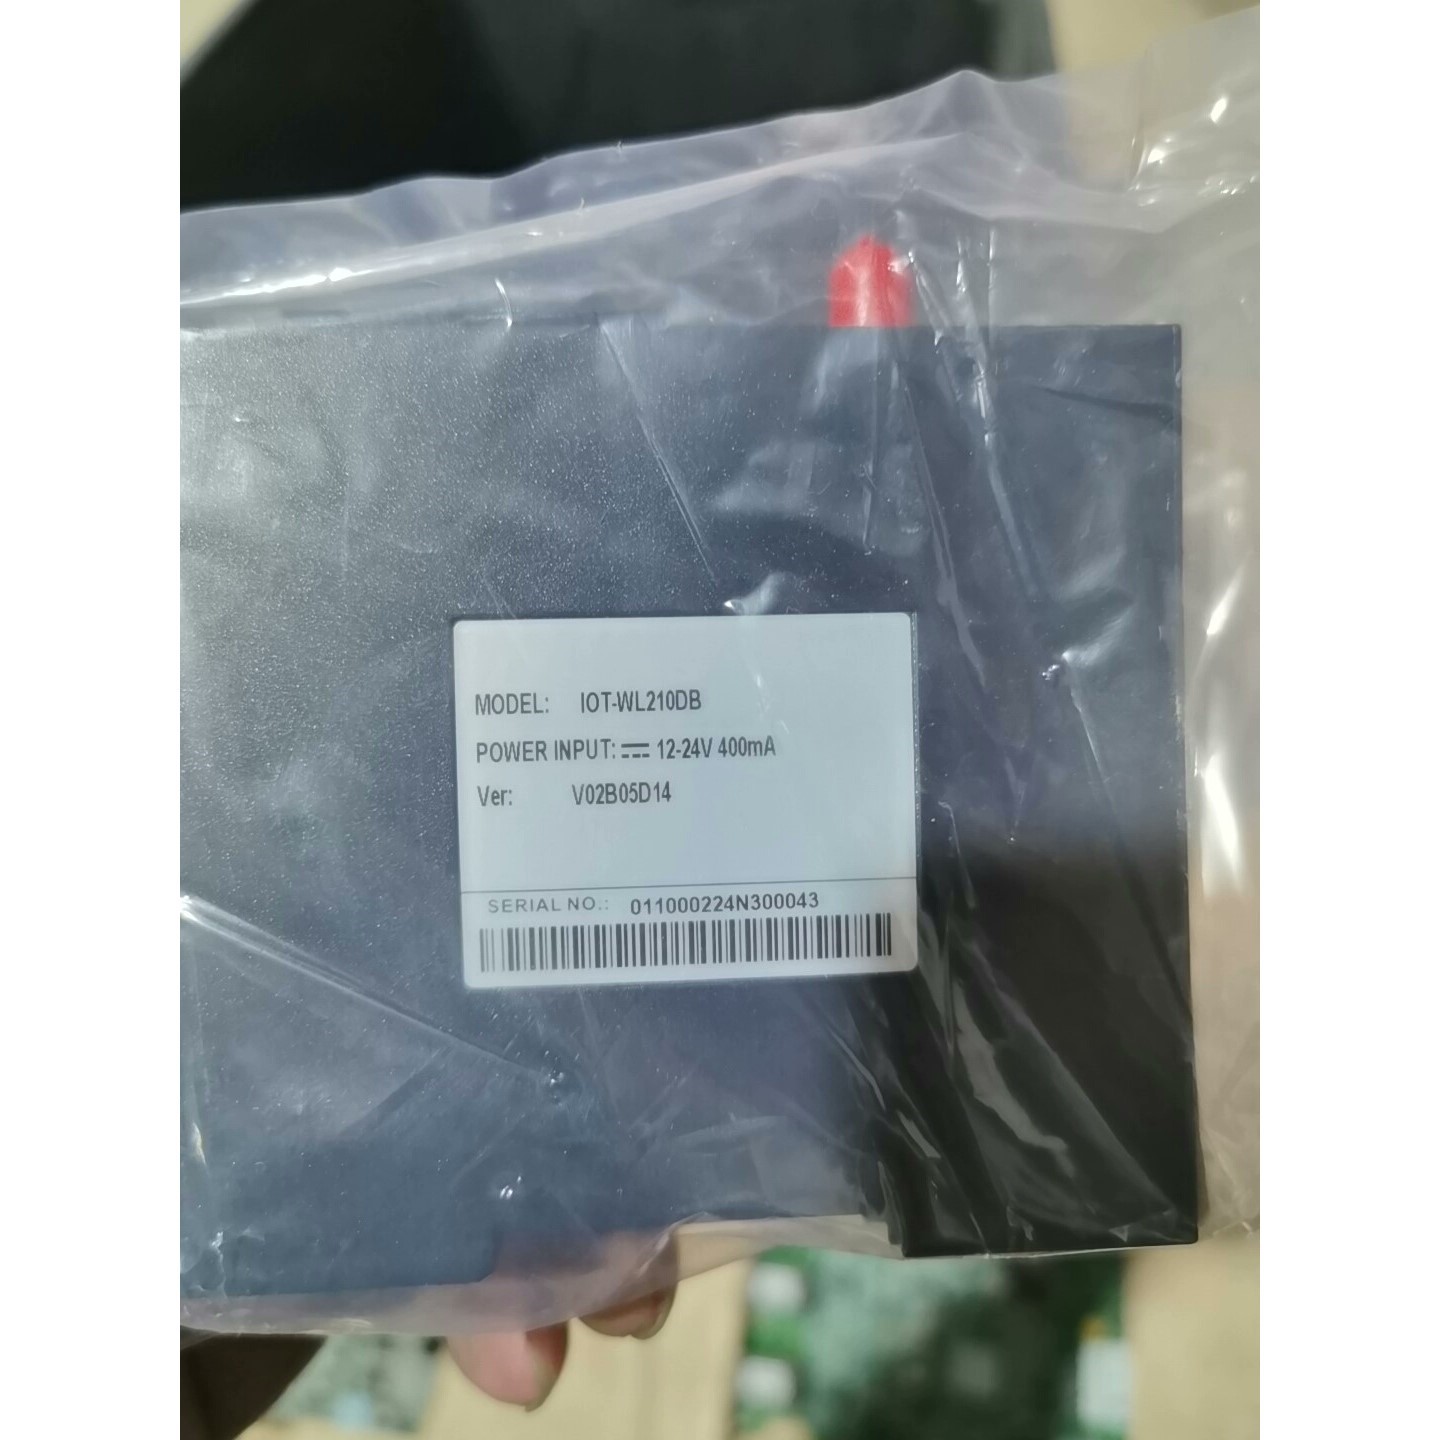 MODEL: IOT-WL210DB
POWER INPUT: ⎓ 12-24V 400mA
Ver: V02B05D14
SERIAL NO.: 011000224N300043